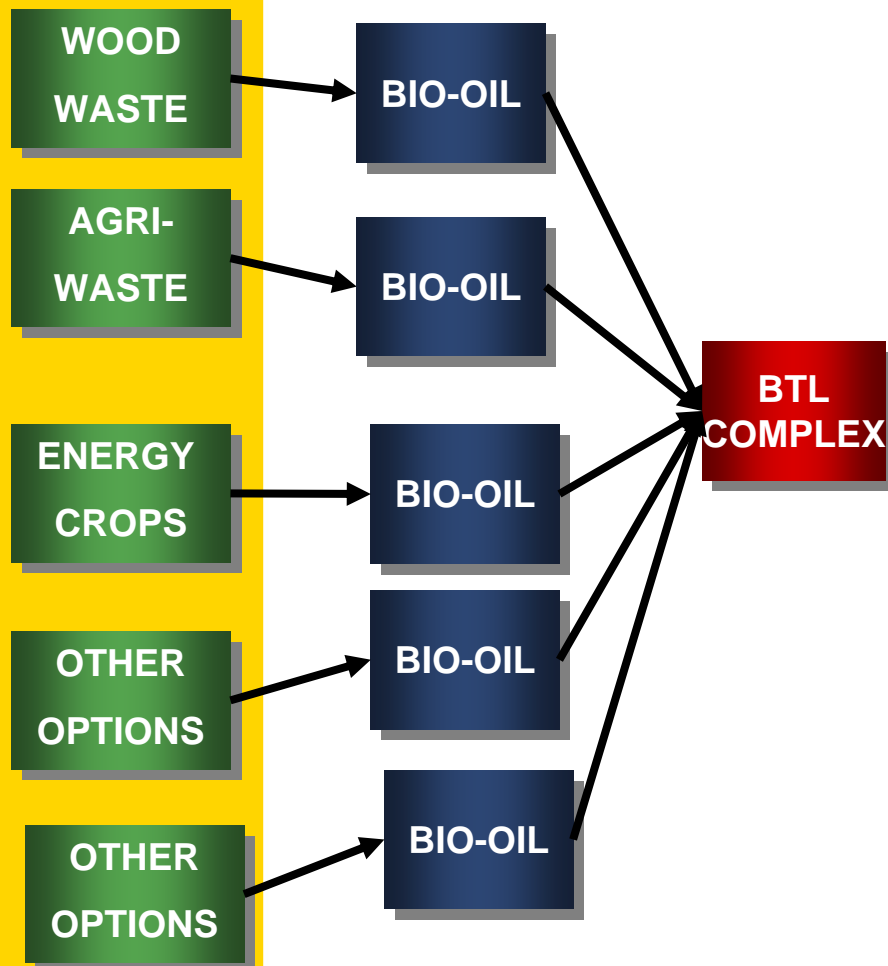 WOOD
WASTE
BIO-OIL
AGRI-
WASTE
BIO-OIL
BTL
COMPLEX
ENERGY
CROPS
BIO-OIL
OTHER
OPTIONS
BIO-OIL
OTHER
OPTIONS
BIO-OIL